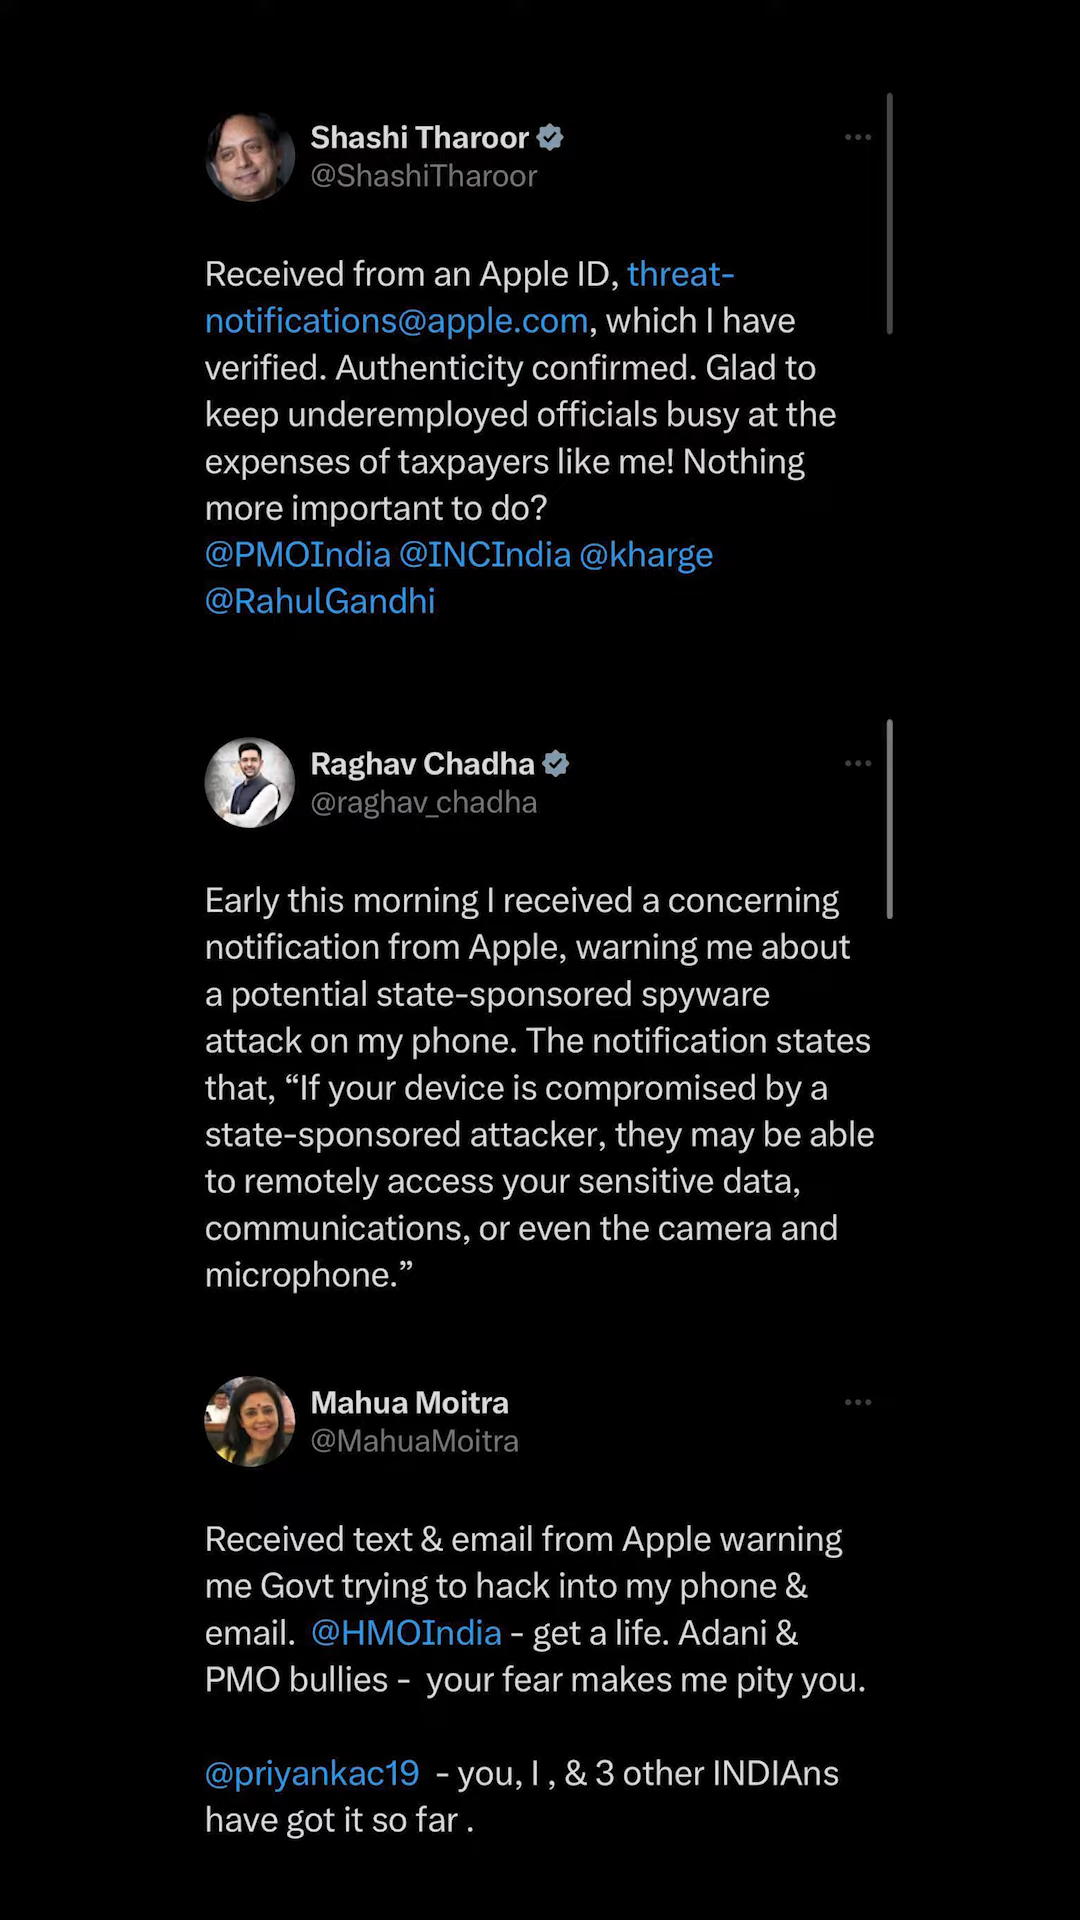 Shashi Tharoor
@ShashiTharoor
Received from an Apple ID, threat-
notifications@apple.com, which I have
verified. Authenticity confirmed. Glad to
keep underemployed officials busy at the
expenses of taxpayers like me! Nothing
more important to do?
@PMOIndia @INCIndia @kharge
@RahulGandhi
Raghav Chadha
@raghav_chadha
Early this morning I received a concerning
notification from Apple, warning me about
a potential state-sponsored spyware
attack on my phone. The notification states
that, “If your device is compromised by a
state-sponsored attacker, they may be able
to remotely access your sensitive data,
communications, or even the camera and
microphone.”
Mahua Moitra
@MahuaMoitra
Received text & email from Apple warning
me Govt trying to hack into my phone &
email. @HMOIndia - get a life. Adani &
PMO bullies - your fear makes me pity you.
@priyankac19 - you, I , & 3 other INDIAns
have got it so far .